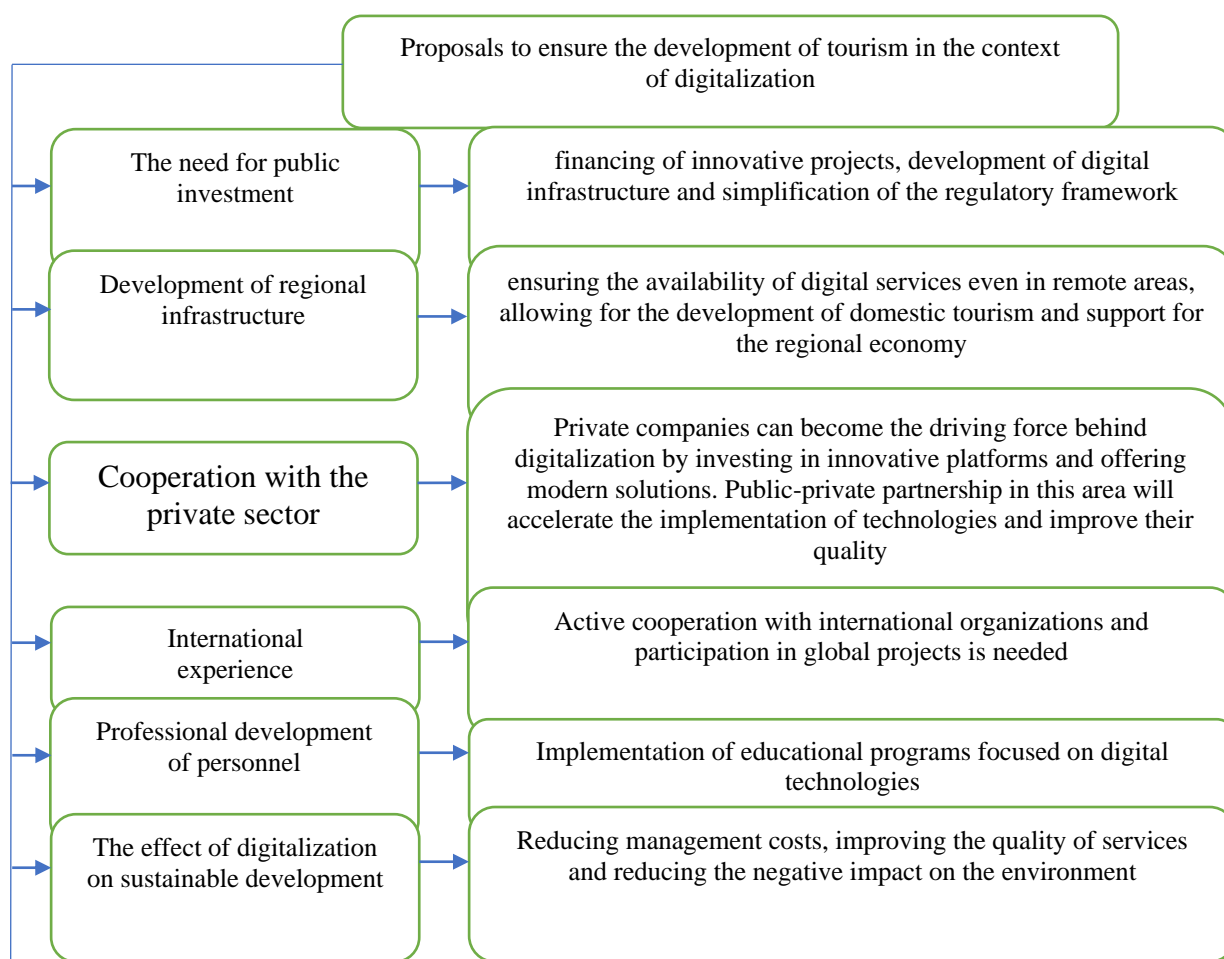 Proposals to ensure the development of tourism in the context
of digitalization
The need for public
investment
financing of innovative projects, development of digital
infrastructure and simplification of the regulatory framework
Development of regional
infrastructure
ensuring the availability of digital services even in remote areas,
allowing for the development of domestic tourism and support for
the regional economy
Cooperation with the
private sector
Private companies can become the driving force behind
digitalization by investing in innovative platforms and offering
modern solutions. Public-private partnership in this area will
accelerate the implementation of technologies and improve their
quality
International
experience
Active cooperation with international organizations and
participation in global projects is needed
Professional development
of personnel
Implementation of educational programs focused on digital
technologies
The effect of digitalization
on sustainable development
Reducing management costs, improving the quality of services
and reducing the negative impact on the environment